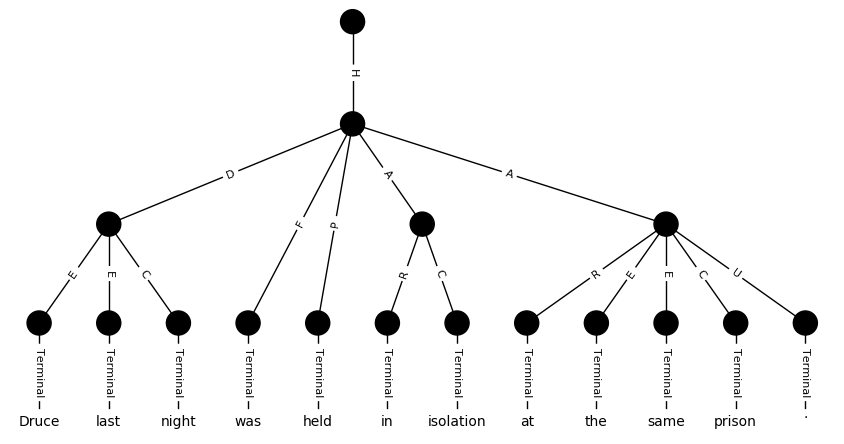 H
D F P A A
E E C R C R E E C U
Terminal Terminal Terminal Terminal Terminal Terminal Terminal Terminal Terminal Terminal Terminal Terminal
Druce last night was held in isolation at the same prison .